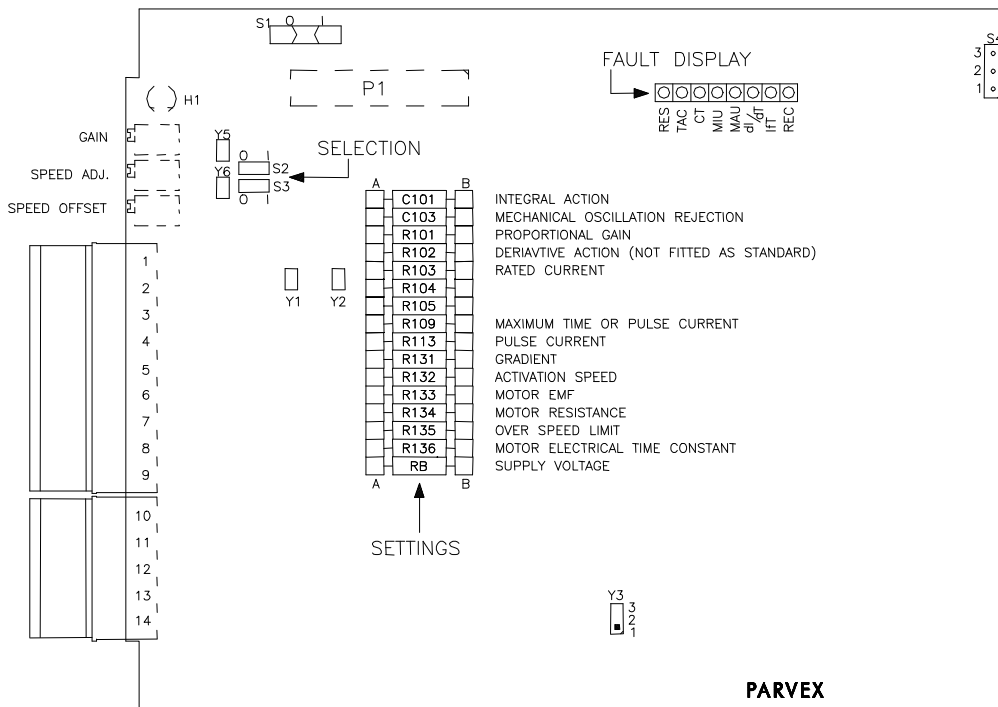 S1 O I
S4
3
2
1
P1
FAULT DISPLAY
RES TAC CT MIU MAU dI/dT IfT REC
H1
GAIN
SPEED ADJ.
SPEED OFFSET
Y5
Y6
O I
S2
S3
O I
SELECTION
A B
C101 INTEGRAL ACTION
C103 MECHANICAL OSCILLATION REJECTION
R101 PROPORTIONAL GAIN
R102 DERIAVTIVE ACTION (NOT FITTED AS STANDARD)
R103 RATED CURRENT
R104
R105
R109 MAXIMUM TIME OR PULSE CURRENT
R113 PULSE CURRENT
R131 GRADIENT
R132 ACTIVATION SPEED
R133 MOTOR EMF
R134 MOTOR RESISTANCE
R135 OVER SPEED LIMIT
R136 MOTOR ELECTRICAL TIME CONSTANT
RB SUPPLY VOLTAGE
A B
SETTINGS
Y1 Y2
1
2
3
4
5
6
7
8
9
10
11
12
13
14
Y3
3
2
1
PARVEX